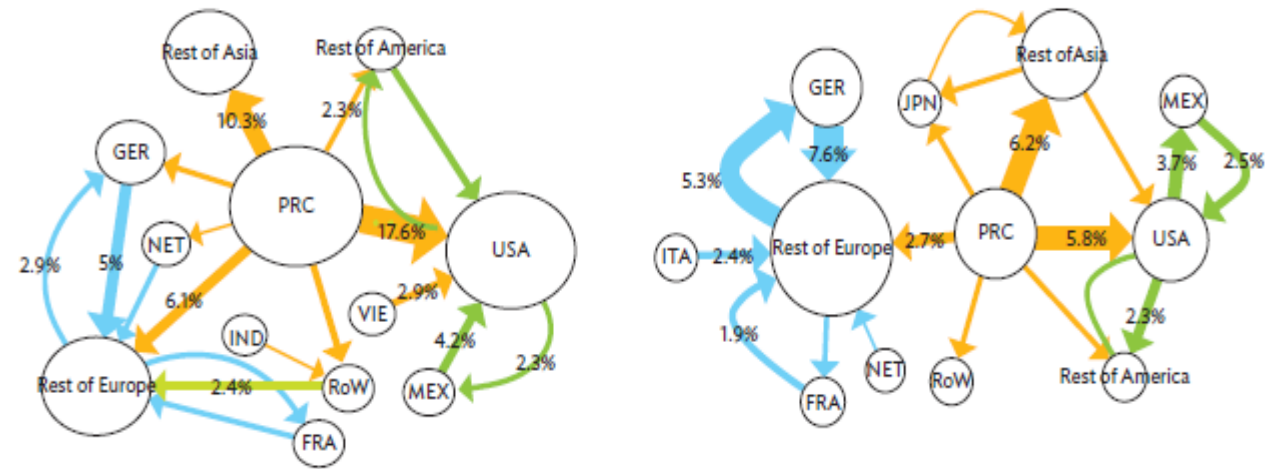 Rest of Asia
Rest of America
2.3%
10.3%
GER
PRC
NET
17.6%
USA
2.9%
5%
6.1%
2.9%
VIE
IND
4.2%
2.3%
Rest of Europe
2.4%
RoW
MEX
FRA
Rest ofAsia
GER
JPN
MEX
6.2%
7.6%
3.7%
2.5%
5.3%
PRC
USA
Rest of Europe
2.7%
5.8%
ITA
2.4%
2.3%
1.9%
NET
RoW
Rest of America
FRA